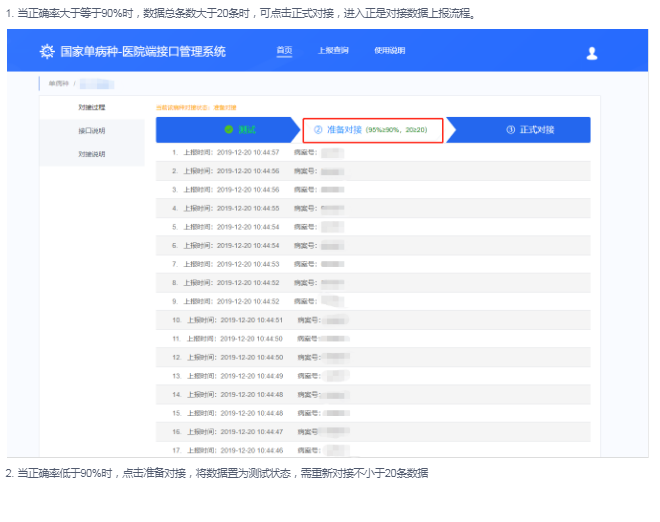 1. 当正确率大于等于90%时，数据总条数大于20条时，可点击正式对接，进入正是对接数据上报流程。
国家单病种-医院端接口管理系统 首页 上报查询 使用说明
单病种 /
对接过程
接口说明
对接说明
当前该病种对接状态：准备对接
测试 ② 准备对接 (95%≥90%，20≥20) ③ 正式对接
1. 上报时间：2019-12-20 10:44:57 病案号：
2. 上报时间：2019-12-20 10:44:56 病案号：
3. 上报时间：2019-12-20 10:44:56 病案号：
4. 上报时间：2019-12-20 10:44:55 病案号：
5. 上报时间：2019-12-20 10:44:54 病案号：
6. 上报时间：2019-12-20 10:44:54 病案号：
7. 上报时间：2019-12-20 10:44:53 病案号：
8. 上报时间：2019-12-20 10:44:52 病案号：
9. 上报时间：2019-12-20 10:44:52 病案号：
10. 上报时间：2019-12-20 10:44:51 病案号：
11. 上报时间：2019-12-20 10:44:50 病案号：
12. 上报时间：2019-12-20 10:44:50 病案号：
13. 上报时间：2019-12-20 10:44:49 病案号：
14. 上报时间：2019-12-20 10:44:48 病案号：
15. 上报时间：2019-12-20 10:44:48 病案号：
16. 上报时间：2019-12-20 10:44:47 病案号：
17. 上报时间：2019-12-20 10:44:46 病案号：
2. 当正确率低于90%时，点击准备对接，将数据置为测试状态，需重新对接不小于20条数据